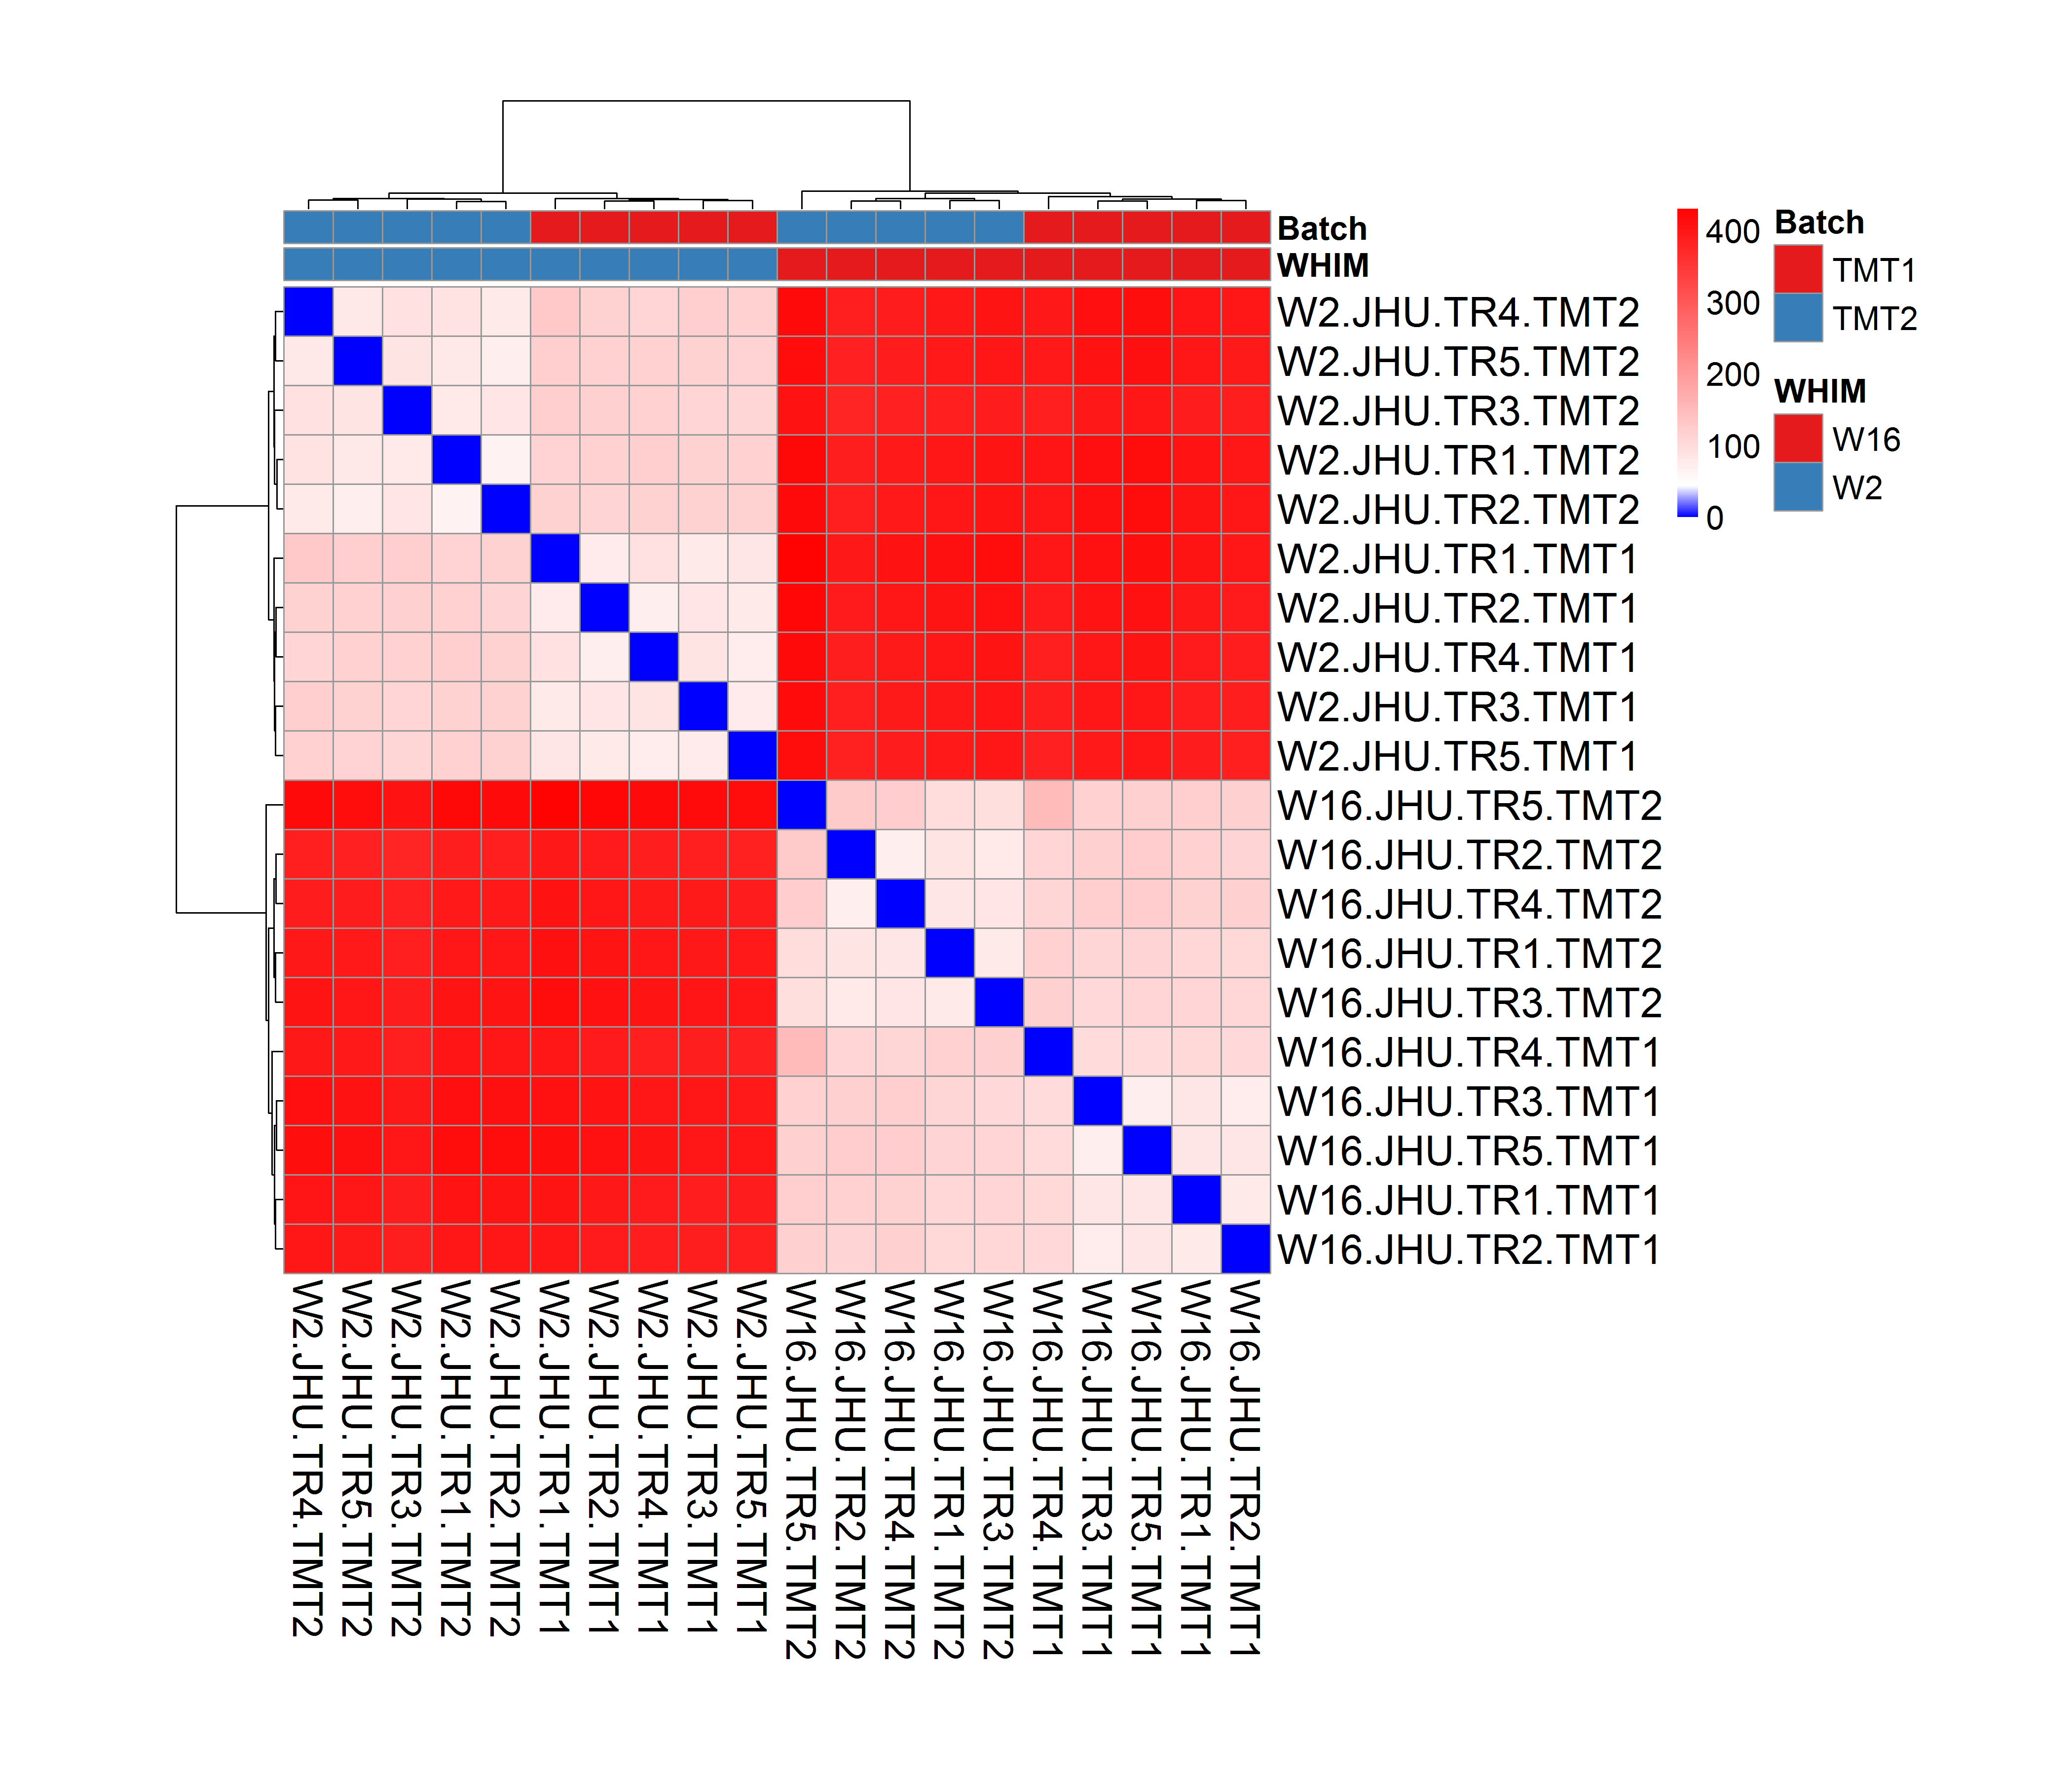 Batch
WHIM
W2.JHU.TR4.TMT2
W2.JHU.TR5.TMT2
W2.JHU.TR3.TMT2
W2.JHU.TR1.TMT2
W2.JHU.TR2.TMT2
W2.JHU.TR1.TMT1
W2.JHU.TR2.TMT1
W2.JHU.TR4.TMT1
W2.JHU.TR3.TMT1
W2.JHU.TR5.TMT1
W16.JHU.TR5.TMT2
W16.JHU.TR2.TMT2
W16.JHU.TR4.TMT2
W16.JHU.TR1.TMT2
W16.JHU.TR3.TMT2
W16.JHU.TR4.TMT1
W16.JHU.TR3.TMT1
W16.JHU.TR5.TMT1
W16.JHU.TR1.TMT1
W16.JHU.TR2.TMT1
W2.JHU.TR4.TMT2
W2.JHU.TR5.TMT2
W2.JHU.TR3.TMT2
W2.JHU.TR1.TMT2
W2.JHU.TR2.TMT2
W2.JHU.TR1.TMT1
W2.JHU.TR2.TMT1
W2.JHU.TR4.TMT1
W2.JHU.TR3.TMT1
W2.JHU.TR5.TMT1
W16.JHU.TR5.TMT2
W16.JHU.TR2.TMT2
W16.JHU.TR4.TMT2
W16.JHU.TR1.TMT2
W16.JHU.TR3.TMT2
W16.JHU.TR4.TMT1
W16.JHU.TR3.TMT1
W16.JHU.TR5.TMT1
W16.JHU.TR1.TMT1
W16.JHU.TR2.TMT1
400
300
200
100
0
Batch
TMT1
TMT2
WHIM
W16
W2